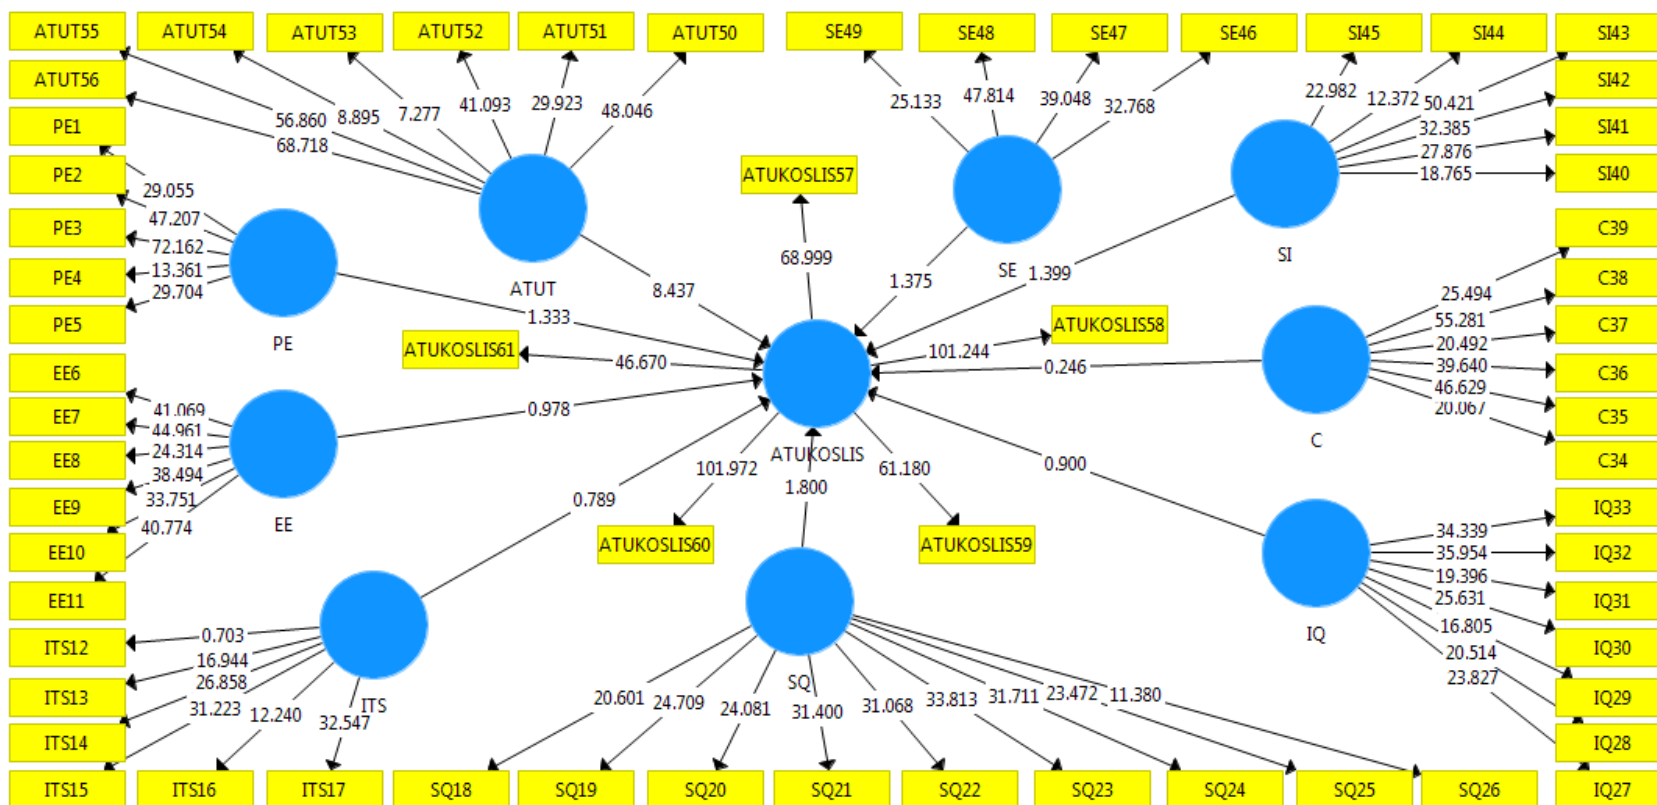 ATUT55 ATUT54 ATUT53 ATUT52 ATUT51 ATUT50 SE49 SE48 SE47 SE46 SI45 SI44 SI43
ATUT56
PE1
PE2
PE3
PE4
PE5
EE6
EE7
EE8
EE9
EE10
EE11
ITS12
ITS13
ITS14
ITS15 ITS16 ITS17 SQ18 SQ19 SQ20 SQ21 SQ22 SQ23 SQ24 SQ25 SQ26 IQ27
SI42
SI41
SI40
C39
C38
C37
C36
C35
C34
IQ33
IQ32
IQ31
IQ30
IQ29
IQ28
56.860 8.895 7.277 41.093 29.923 48.046
68.718
ATUT
8.437
25.133 47.814 39.048 32.768
SE
1.375
22.982 12.372 50.421
32.385
27.876
18.765
SI
1.399
29.055
47.207
72.162
13.361
29.704
PE
1.333
41.069
44.961
24.314
38.494
33.751
40.774
EE
0.978
0.703
16.944
26.858
31.223 12.240 32.547
ITS
0.789
20.601 24.709 24.081 31.400 31.068 33.813 31.711 23.472 11.380
SQ
1.800
25.494
55.281
20.492
39.640
46.629
20.067
C
0.246
34.339
35.954
19.396
25.631
16.805
20.514
23.827
IQ
0.900
ATUKOSLIS57
68.999
ATUKOSLIS58
101.244
ATUKOSLIS61
46.670
ATUKOSLIS
101.972 61.180
ATUKOSLIS60 ATUKOSLIS59